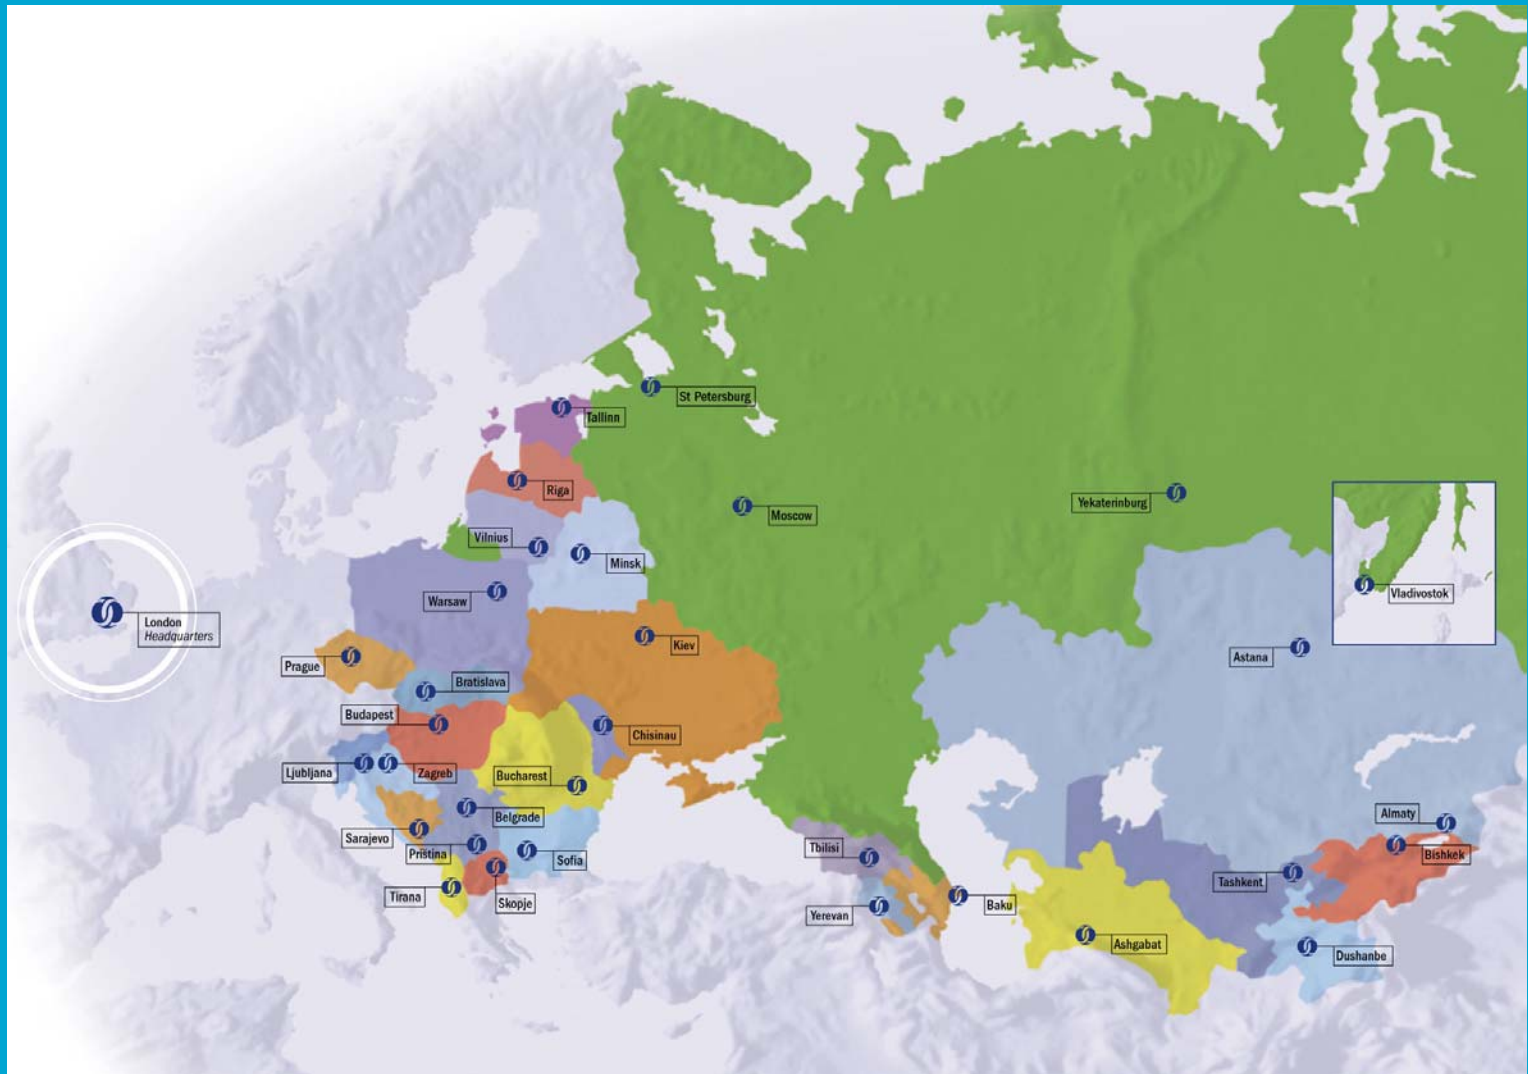 St Petersburg
Tallinn
Riga
Moscow
Yekaterinburg
Vilnius
Minsk
Vladivostok
Warsaw
London
Headquarters
Kiev
Astana
Prague
Bratislava
Budapest
Chisinau
Ljubljana
Zagreb
Bucharest
Belgrade
Almaty
Sarajevo
Pristina
Sofia
Tbilisi
Bishkek
Tashkent
Tirana
Skopje
Baku
Yerevan
Ashgabat
Dushanbe